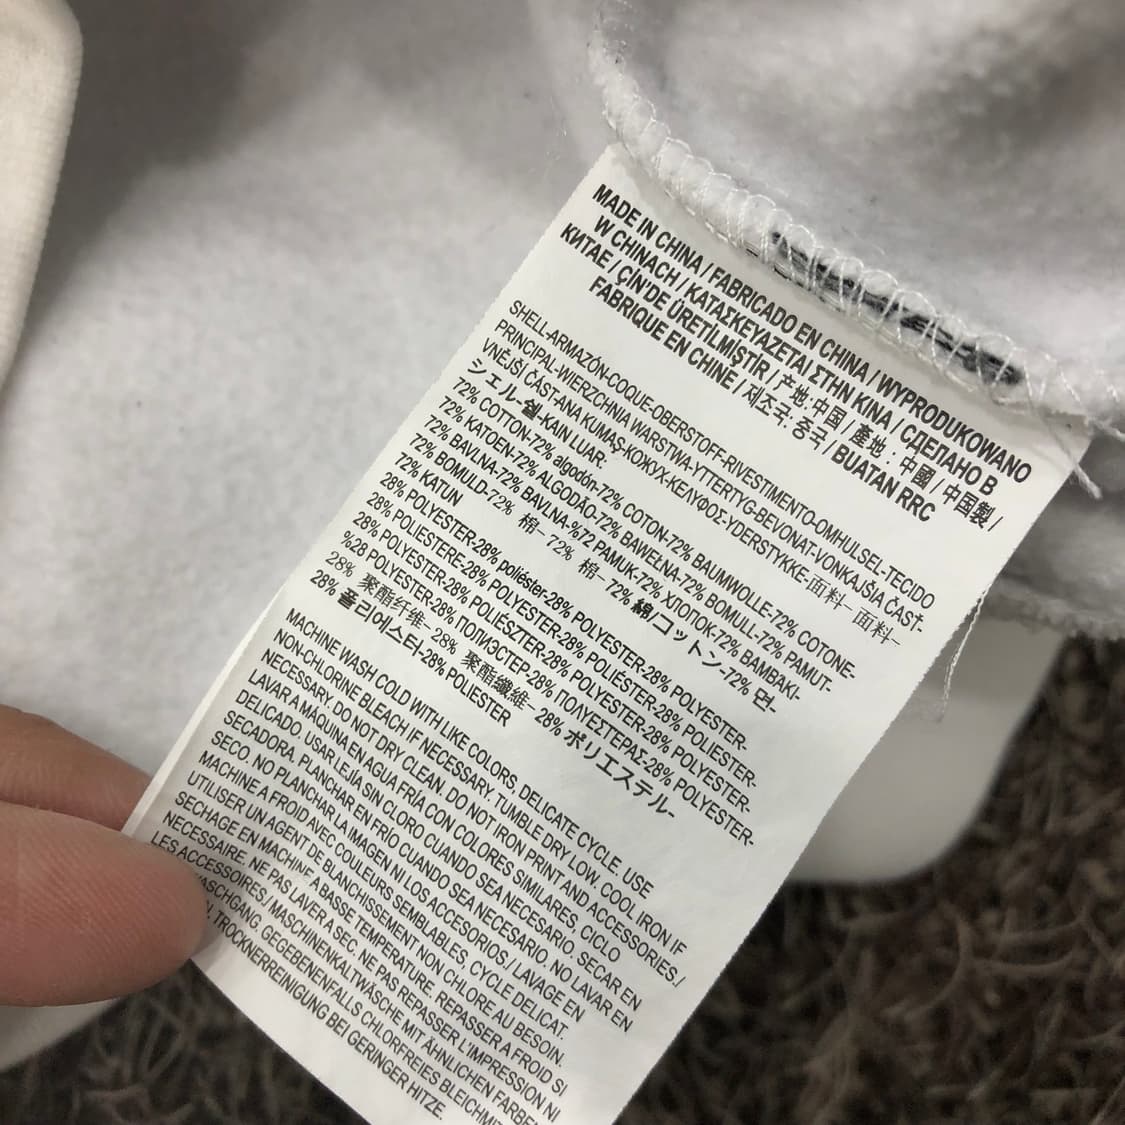 MADE IN CHINA / FABRICADO EN CHINA / WYPRODUKOWANO
W CHINACH / ΚΑΤΑΣΚΕΥΑΖΕΤΑΙ ΣΤΗΝ ΚΙΝΑ / СДЕЛАНО В
КИТАЕ / ÇİN'DE ÜRETİLMİŞTİR / 产地: 中国 / 產地 : 中國 / 中国製 /
FABRIQUE EN CHINE / 제조국: 중국 / BUATAN RRC
SHELL-ARMAZÓN-COQUE-OBERSTOFF-RIVESTIMENTO-OMHULSEL-TECIDO
PRINCIPAL-WIERZCHNIA WARSTWA-YTTERTYG-BEVONAT-VONKAJŠIA ČASŤ-
VNĚJŠI ČÁST-ANA KUMAŞ-КОЖУХ-ΚΕΛΥΦΟΣ-YDERSTYKKE-面料– 面料–
シェル-쉘-KAIN LUAR:
72% COTTON-72% algodón-72% COTON-72% BAUMWOLLE-72% COTONE-
72% KATOEN-72% ALGODÃO-72% BAWEŁNA-72% BOMULL-72% PAMUT-
72% BAVLNA-72% BAVLNA-%72 PAMUK-72% ХЛОПОК-72% ΒΑΜΒΑΚΙ-
72% BOMULD-72% 棉– 72% 棉– 72% 綿/コットン-72% 면-
72% KATUN
28% POLYESTER-28% poliéster-28% POLYESTER-28% POLYESTER-
28% POLIESTERE-28% POLYESTER-28% POLIÉSTER-28% POLIESTER-
28% POLYESTER-28% POLIÉSZTER-28% POLYESTER-28% POLYESTER-
%28 POLYESTER-28% ПОЛИЭСТЕР-28% ΠΟΛΥΕΣΤΕΡΑΣ-28% POLYESTER-
28% 聚酯纤维– 28% 聚酯纖維– 28% ポリエステル-
28% 폴리에스터-28% POLIESTER
MACHINE WASH COLD WITH LIKE COLORS, DELICATE CYCLE. USE
NON-CHLORINE BLEACH IF NECESSARY. TUMBLE DRY LOW. COOL IRON IF
NECESSARY. DO NOT DRY CLEAN. DO NOT IRON PRINT AND ACCESSORIES./
LAVAR A MÁQUINA EN AGUA FRÍA CON COLORES SIMILARES, CICLO
DELICADO. USAR LEJÍA SIN CLORO CUANDO SEA NECESARIO. SECAR EN
SECADORA, PLANCHAR EN FRÍO CUANDO SEA NECESARIO. NO LAVAR EN
SECO. NO PLANCHAR LA IMAGEN NI LOS ACCESORIOS./ LAVAGE EN
MACHINE A FROID AVEC COULEURS SEMBLABLES, CYCLE DELICAT.
UTILISER UN AGENT DE BLANCHISSEMENT NON CHLORE AU BESOIN.
SECHAGE EN MACHINE A BASSE TEMPERATURE. REPASSER A FROID SI
NECESSAIRE. NE PAS LAVER A SEC. NE PAS REPASSER L'IMPRESSION NI
LES ACCESSOIRES./ MASCHINENKALTWÄSCHE MIT ÄHNLICHEN FARBEN
GEGEBENENFALLS CHLORFREIES
TROCKNERREINIGUNG BEI GERINGER HITZE.